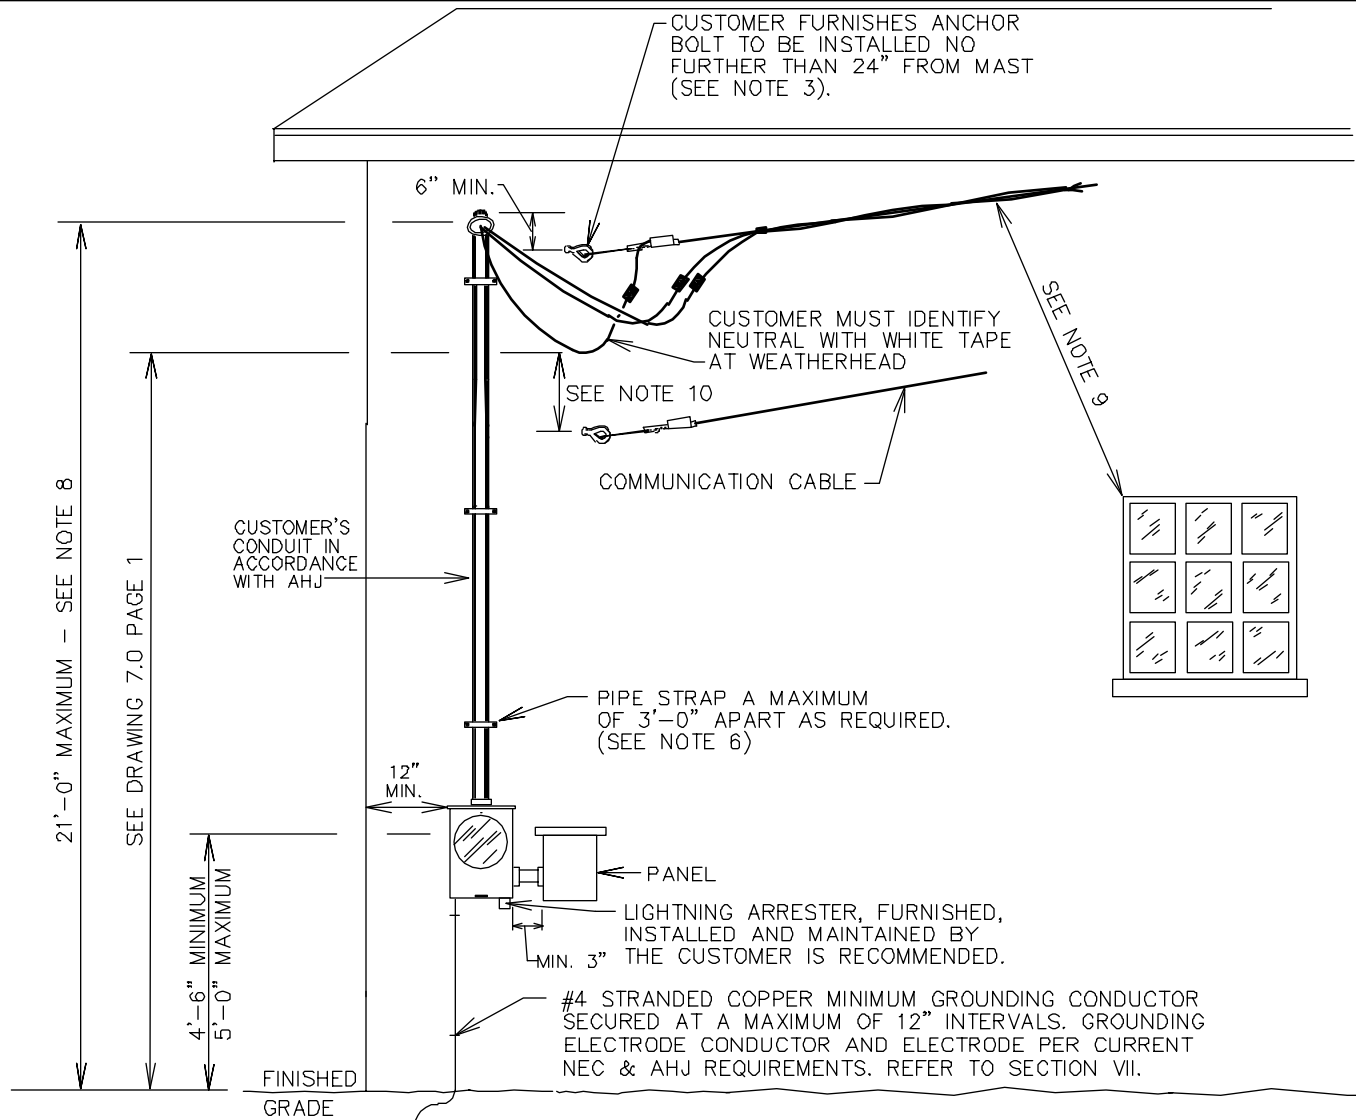 CUSTOMER FURNISHES ANCHOR
BOLT TO BE INSTALLED NO
FURTHER THAN 24" FROM MAST
(SEE NOTE 3).
6" MIN.
CUSTOMER MUST IDENTIFY
NEUTRAL WITH WHITE TAPE
AT WEATHERHEAD
SEE NOTE 9
SEE NOTE 10
COMMUNICATION CABLE
21'-0" MAXIMUM - SEE NOTE 8
SEE DRAWING 7.0 PAGE 1
CUSTOMER'S
CONDUIT IN
ACCORDANCE
WITH AHJ
PIPE STRAP A MAXIMUM
OF 3'-0" APART AS REQUIRED.
(SEE NOTE 6)
12"
MIN.
4'-6" MINIMUM
5'-0" MAXIMUM
PANEL
LIGHTNING ARRESTER, FURNISHED,
INSTALLED AND MAINTAINED BY
THE CUSTOMER IS RECOMMENDED.
MIN. 3"
#4 STRANDED COPPER MINIMUM GROUNDING CONDUCTOR
SECURED AT A MAXIMUM OF 12" INTERVALS. GROUNDING
ELECTRODE CONDUCTOR AND ELECTRODE PER CURRENT
NEC & AHJ REQUIREMENTS. REFER TO SECTION VII.
FINISHED
GRADE